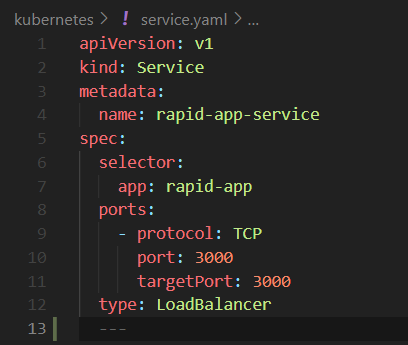 kubernetes > ! service.yaml > ...
1 apiVersion: v1
2 kind: Service
3 metadata:
4   name: rapid-app-service
5 spec:
6   selector:
7     app: rapid-app
8   ports:
9     - protocol: TCP
10       port: 3000
11       targetPort: 3000
12   type: LoadBalancer
13   ---